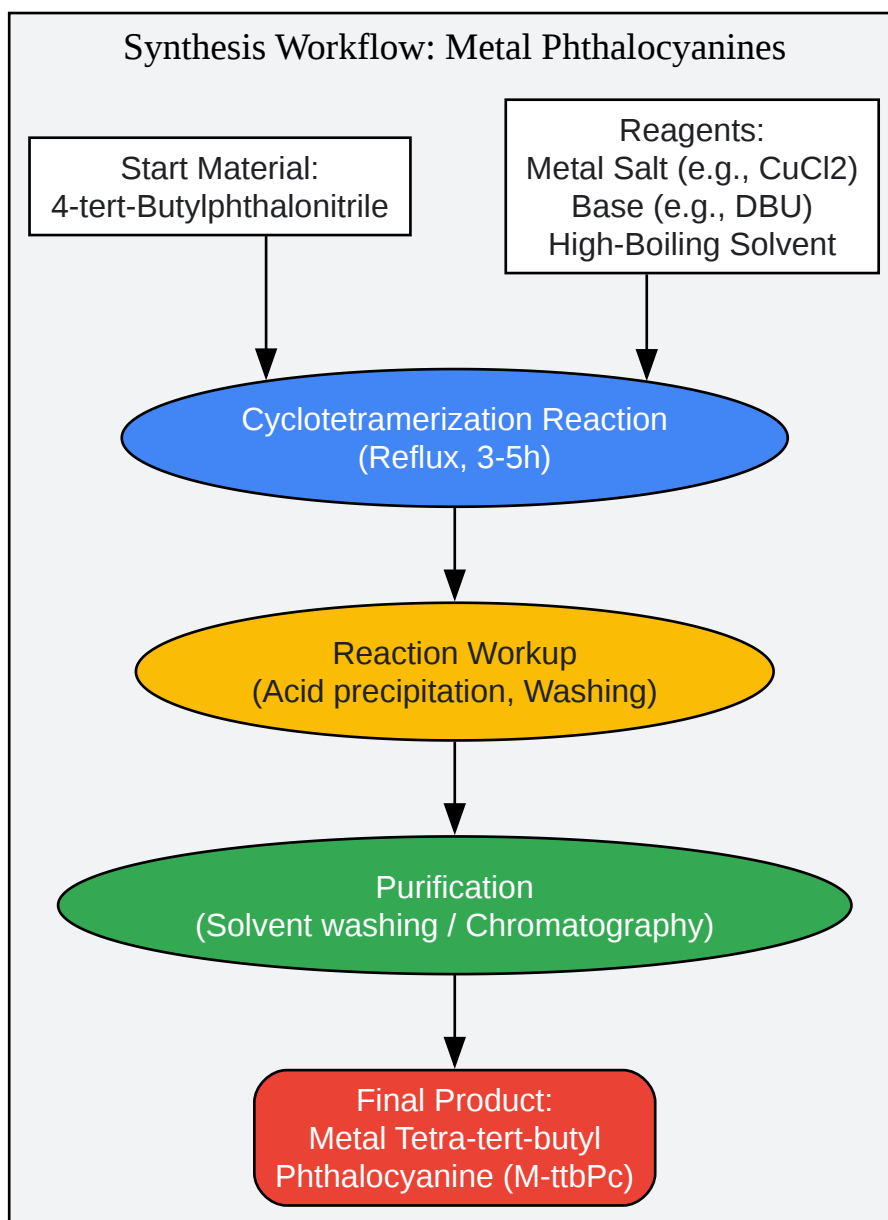 Synthesis Workflow: Metal Phthalocyanines
Start Material:
4-tert-Butylphthalonitrile
Reagents:
Metal Salt (e.g., CuCl2)
Base (e.g., DBU)
High-Boiling Solvent
Cyclotetramerization Reaction
(Reflux, 3-5h)
Reaction Workup
(Acid precipitation, Washing)
Purification
(Solvent washing / Chromatography)
Final Product:
Metal Tetra-tert-butyl
Phthalocyanine (M-ttbPc)